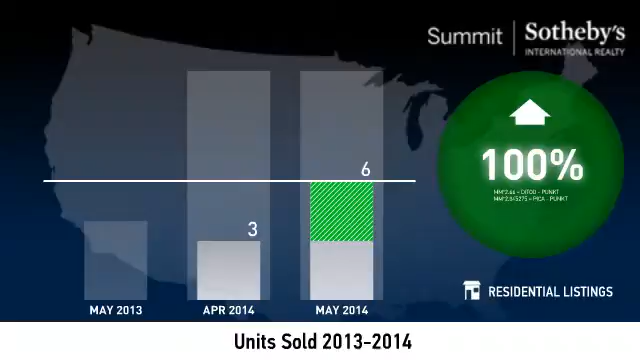 Summit
Sotheby's
INTERNATIONAL REALTY
100%
6
3
MAY 2013
APR 2014
MAY 2014
RESIDENTIAL LISTINGS
Units Sold 2013-2014